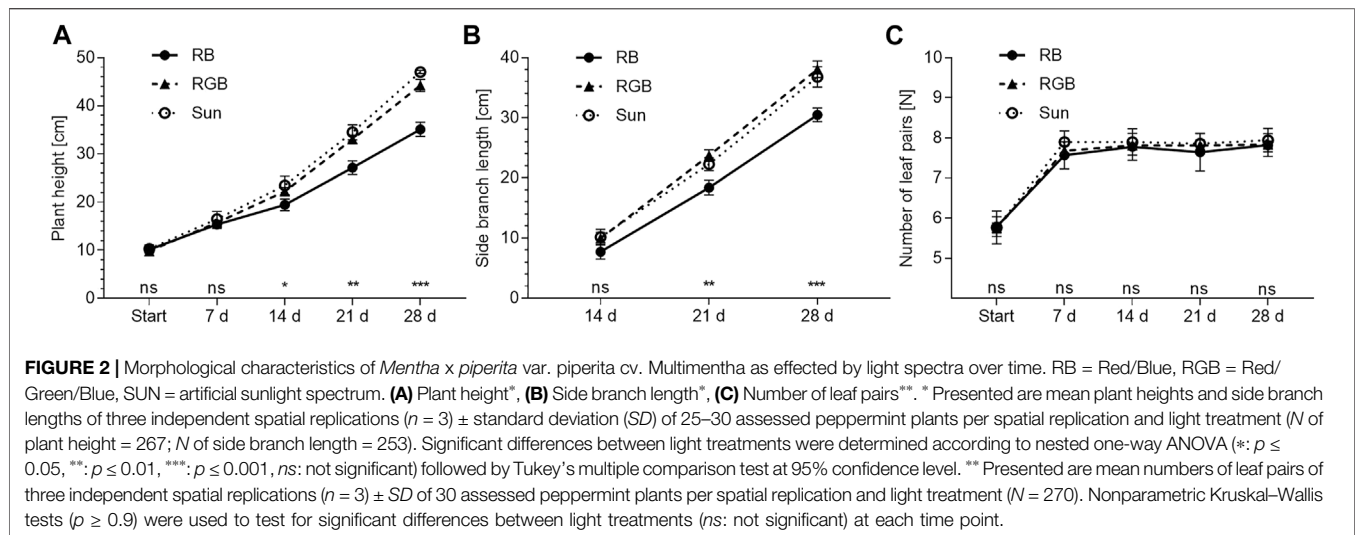 A
RB
RGB
Sun
Plant height [cm]
50
40
30
20
10
0
ns
ns
*
**
***
Start
7 d
14 d
21 d
28 d
B
RB
RGB
Sun
Side branch length [cm]
40
30
20
10
0
ns
**
***
14 d
21 d
28 d
C
RB
RGB
Sun
Number of leaf pairs [N]
10
9
8
7
6
5
ns
ns
ns
ns
ns
Start
7 d
14 d
21 d
28 d
FIGURE 2 | Morphological characteristics of Mentha x piperita var. piperita cv. Multimentha as effected by light spectra over time. RB = Red/Blue, RGB = Red/
Green/Blue, SUN = artificial sunlight spectrum. (A) Plant height*, (B) Side branch length*, (C) Number of leaf pairs**. * Presented are mean plant heights and side branch
lengths of three independent spatial replications (n = 3) ± standard deviation (SD) of 25–30 assessed peppermint plants per spatial replication and light treatment (N of
plant height = 267; N of side branch length = 253). Significant differences between light treatments were determined according to nested one-way ANOVA (*: p ≤
0.05, **: p ≤ 0.01, ***: p ≤ 0.001, ns: not significant) followed by Tukey's multiple comparison test at 95% confidence level. ** Presented are mean numbers of leaf pairs of
three independent spatial replications (n = 3) ± SD of 30 assessed peppermint plants per spatial replication and light treatment (N = 270). Nonparametric Kruskal–Wallis
tests (p ≥ 0.9) were used to test for significant differences between light treatments (ns: not significant) at each time point.